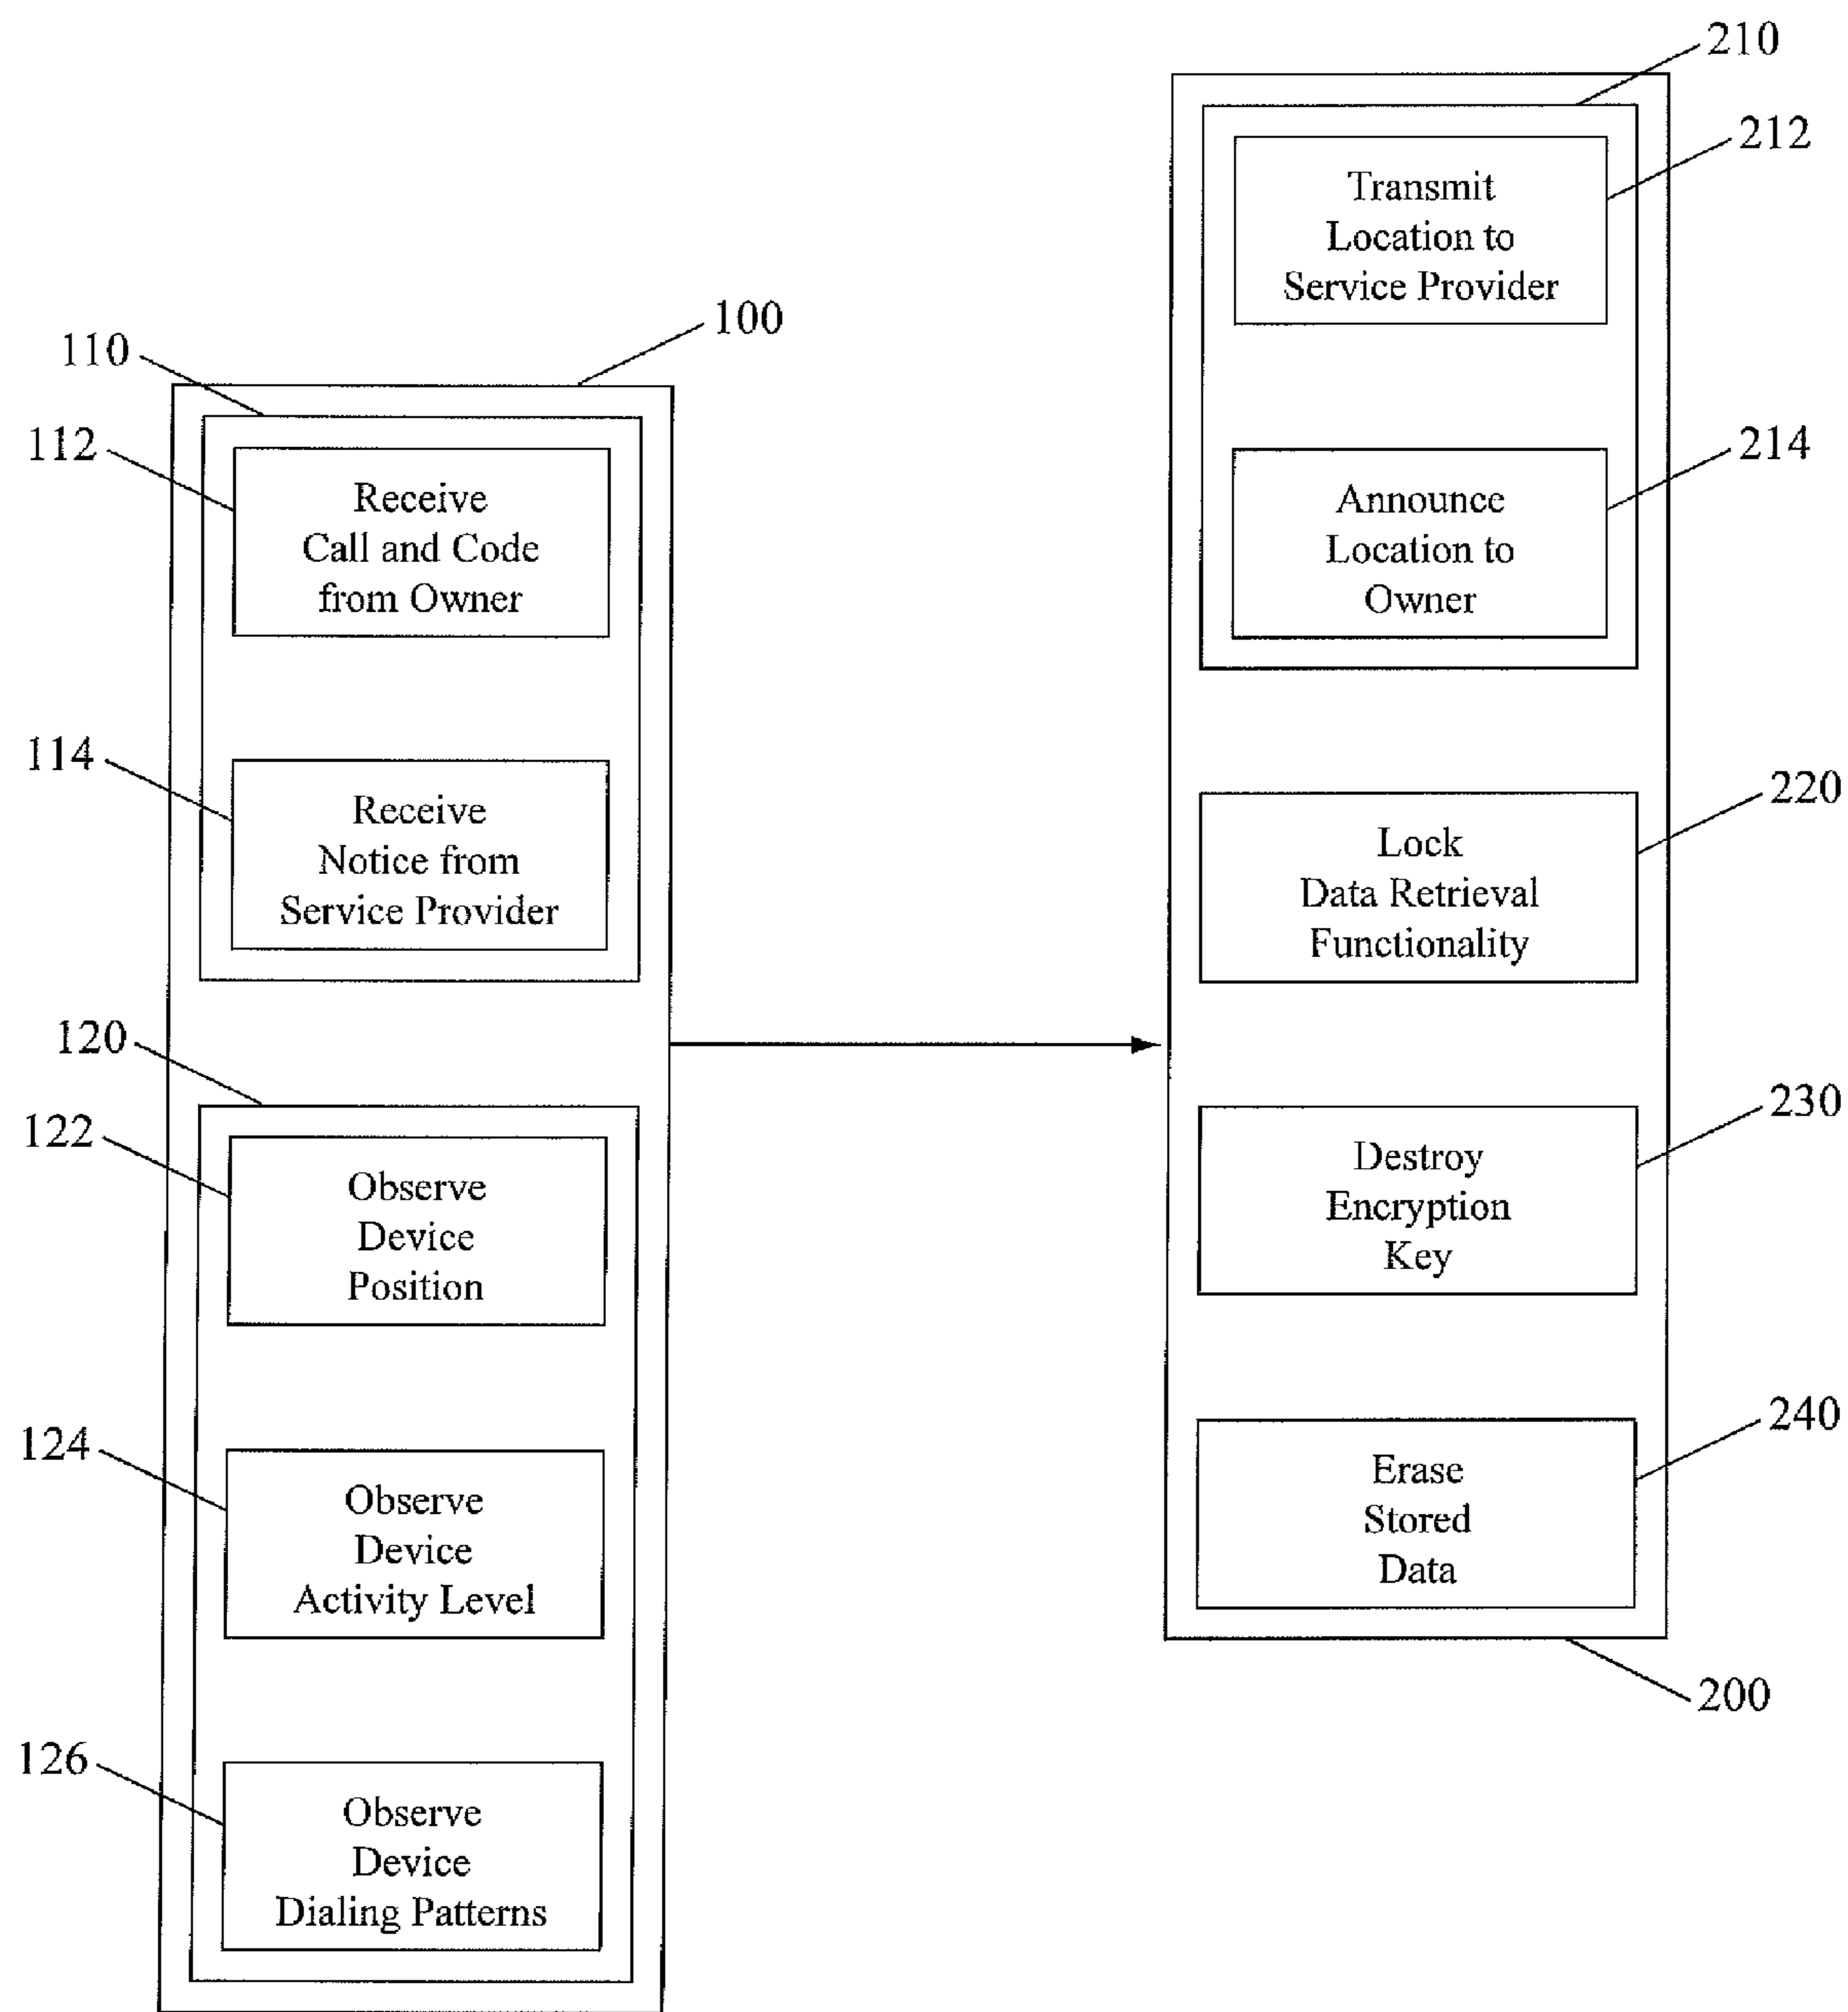 100
110
112
Receive
Call and Code
from Owner
114
Receive
Notice from
Service Provider
120
122
Observe
Device
Position
124
Observe
Device
Activity Level
126
Observe
Device
Dialing Patterns
210
212
Transmit
Location to
Service Provider
214
Announce
Location to
Owner
220
Lock
Data Retrieval
Functionality
230
Destroy
Encryption
Key
240
Erase
Stored
Data
200